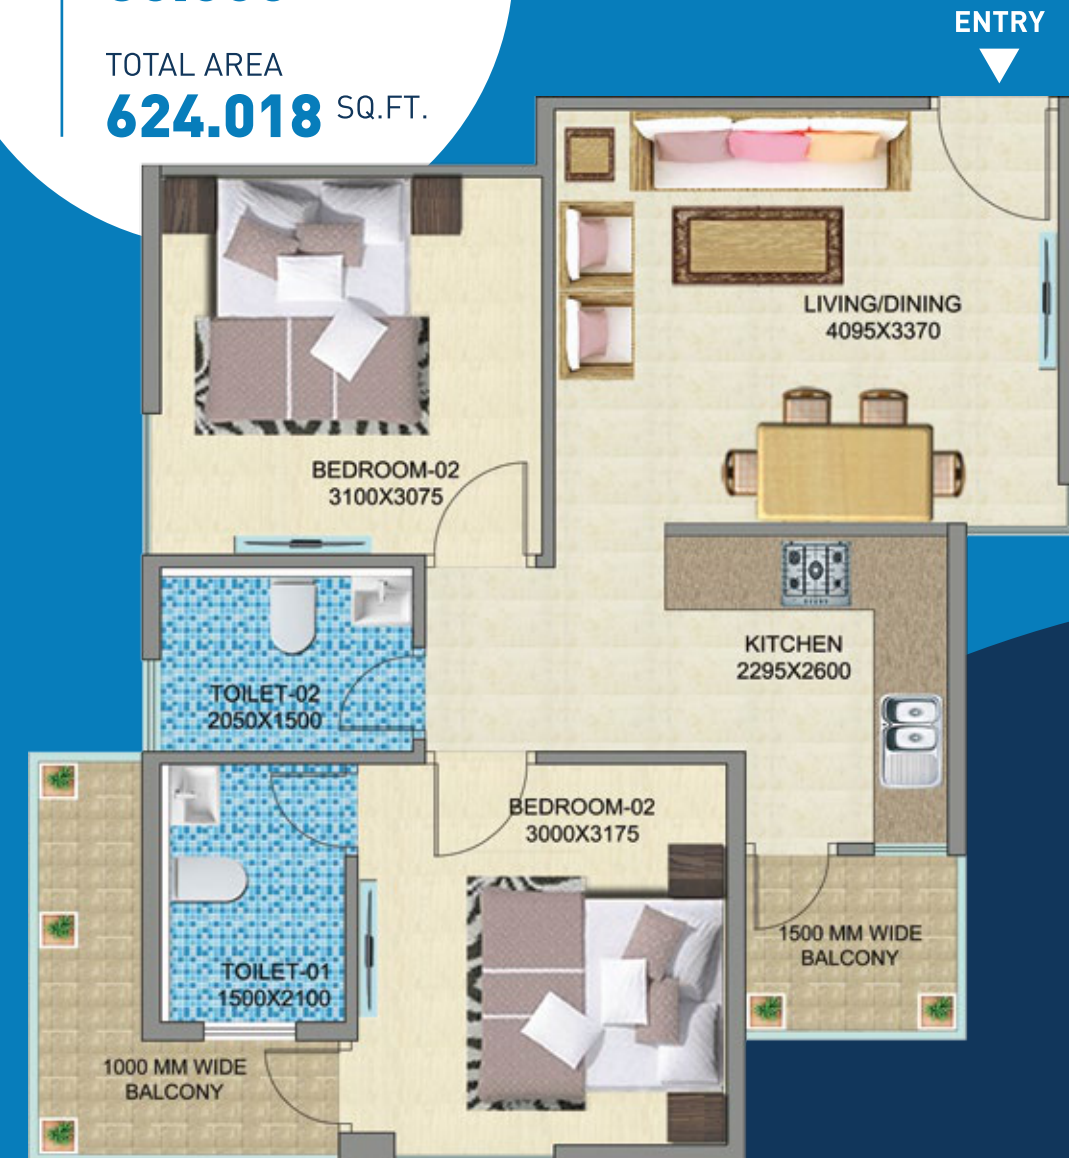 TOTAL AREA
624.018 SQ.FT.
ENTRY
LIVING/DINING
4095X3370
BEDROOM-02
3100X3075
KITCHEN
2295X2600
TOILET-02
2050X1500
BEDROOM-02
3000X3175
1500 MM WIDE
BALCONY
TOILET-01
1500X2100
1000 MM WIDE
BALCONY